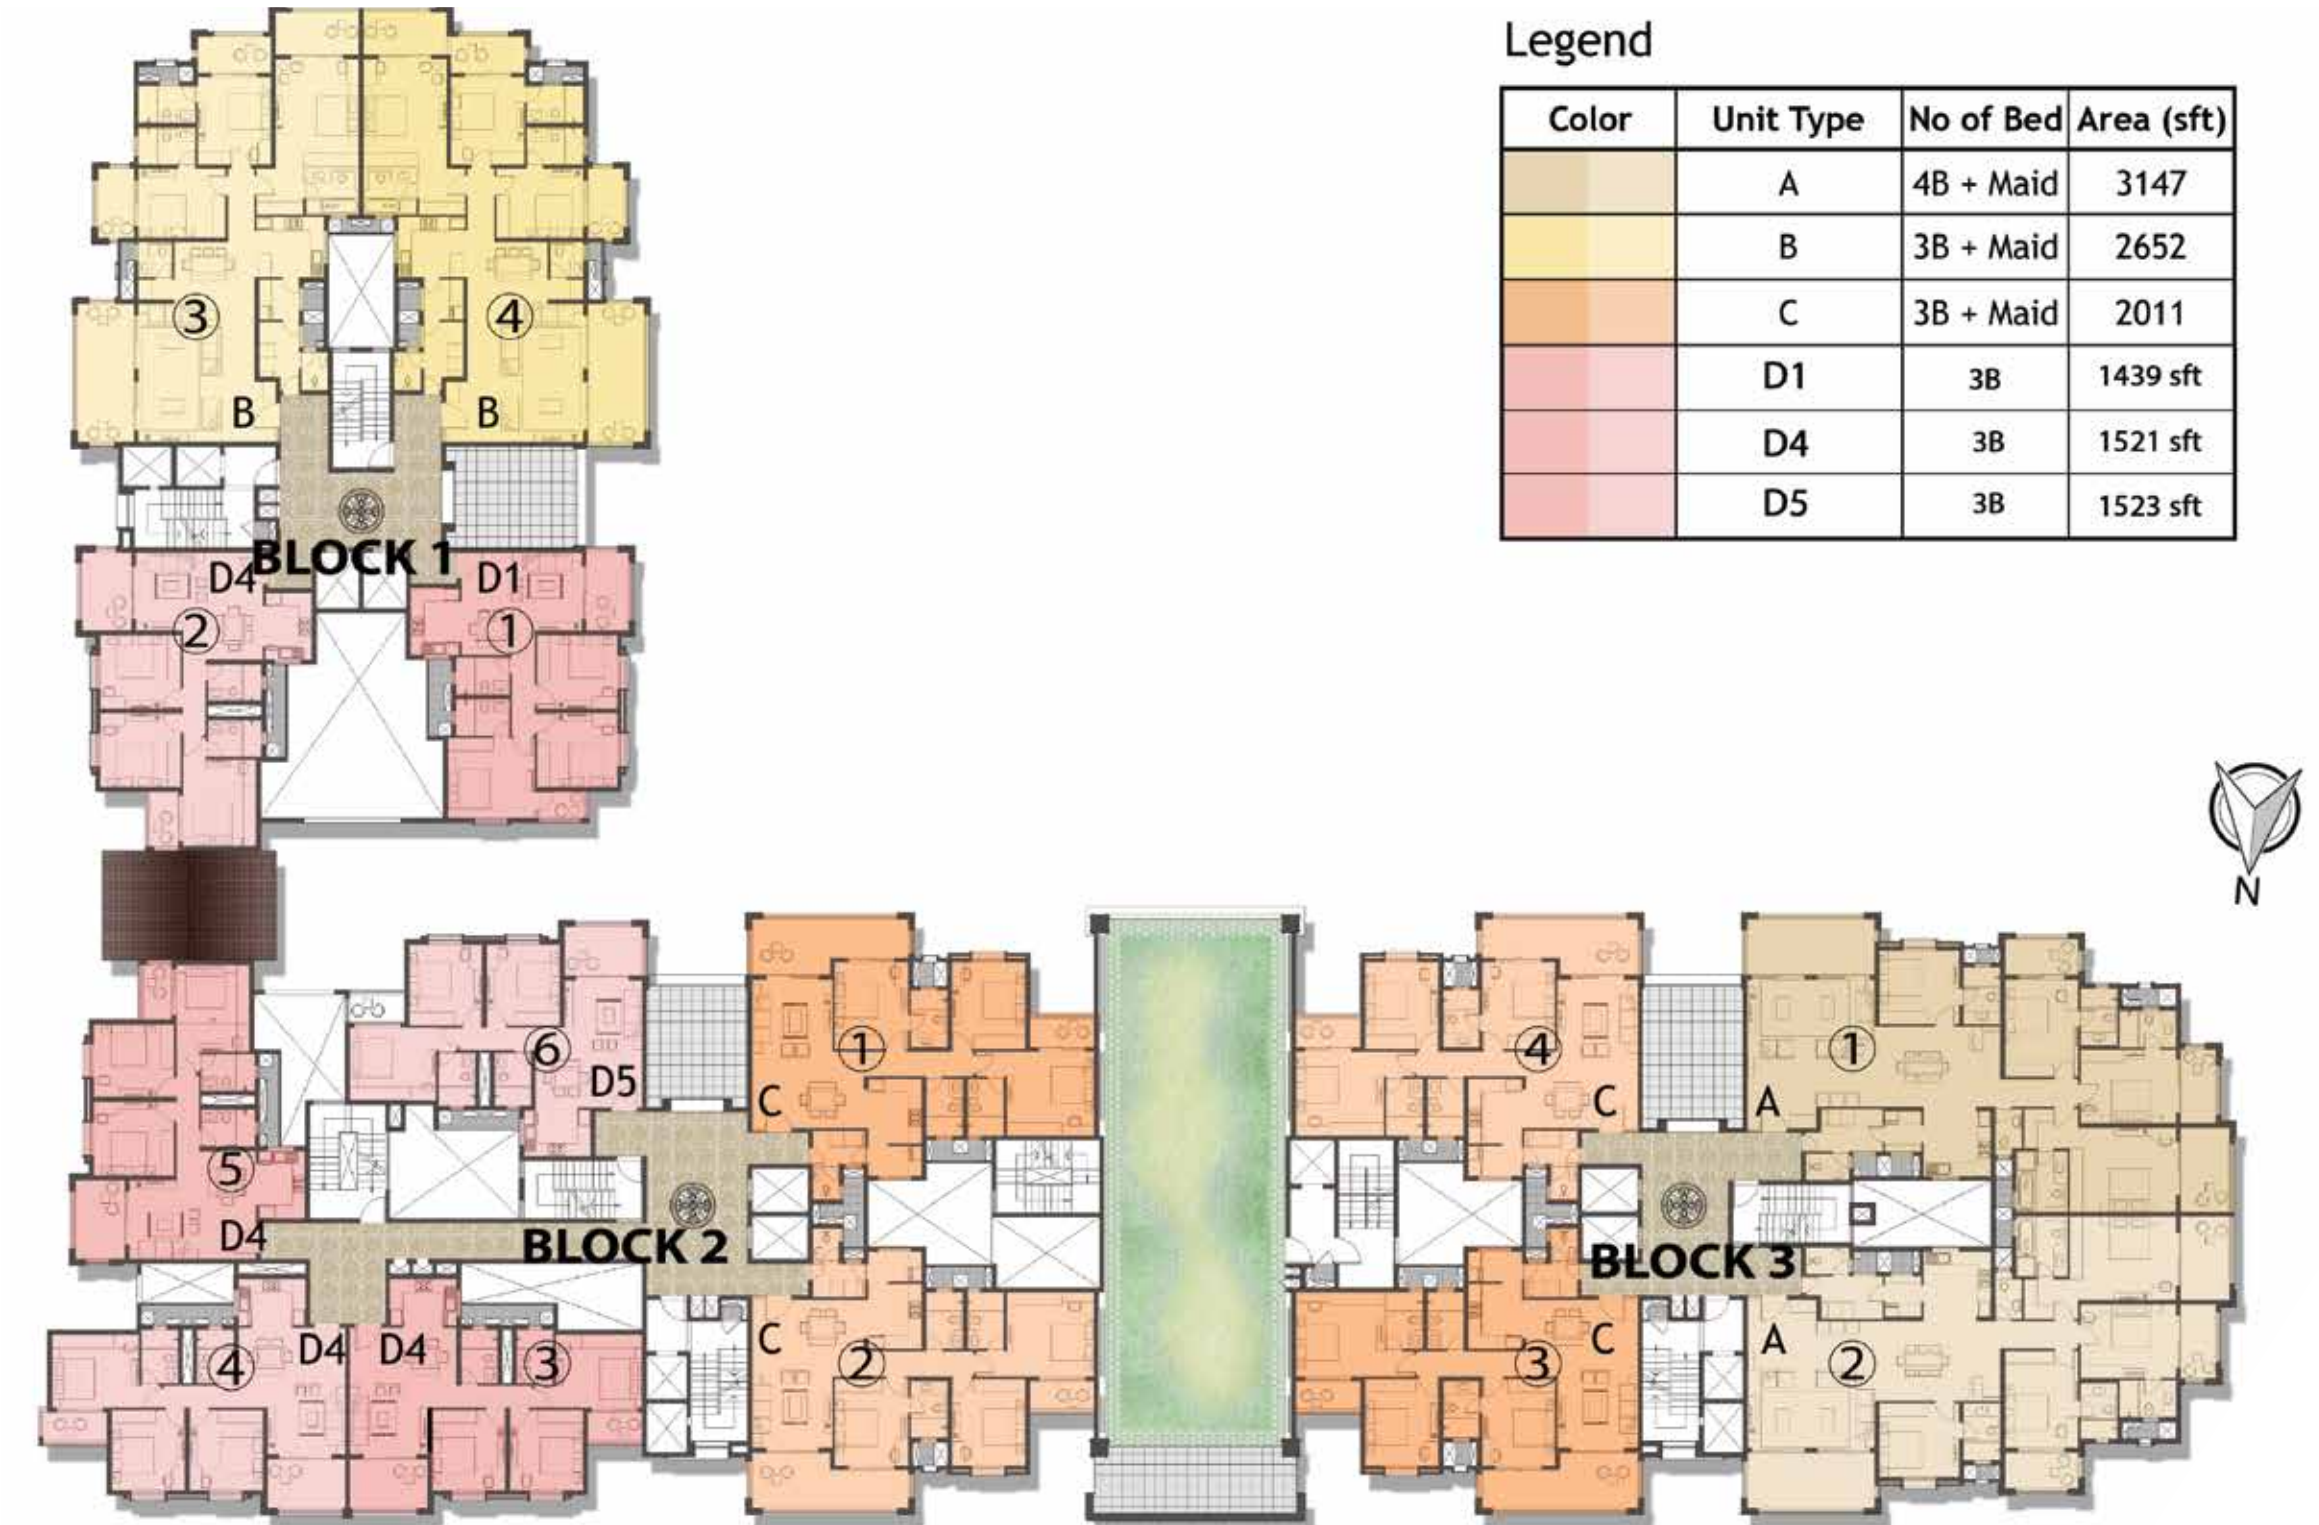 Legend
Color Unit Type No of Bed Area (sft)
A 4B + Maid 3147
B 3B + Maid 2652
C 3B + Maid 2011
D1 3B 1439 sft
D4 3B 1521 sft
D5 3B 1523 sft
3 4
B B
BLOCK 1
D4 D1
2 1
N
6 1 4 1
D5 C C A
5
D4 BLOCK 2 BLOCK 3
D4 D4 C C A
4 3 2 3 2